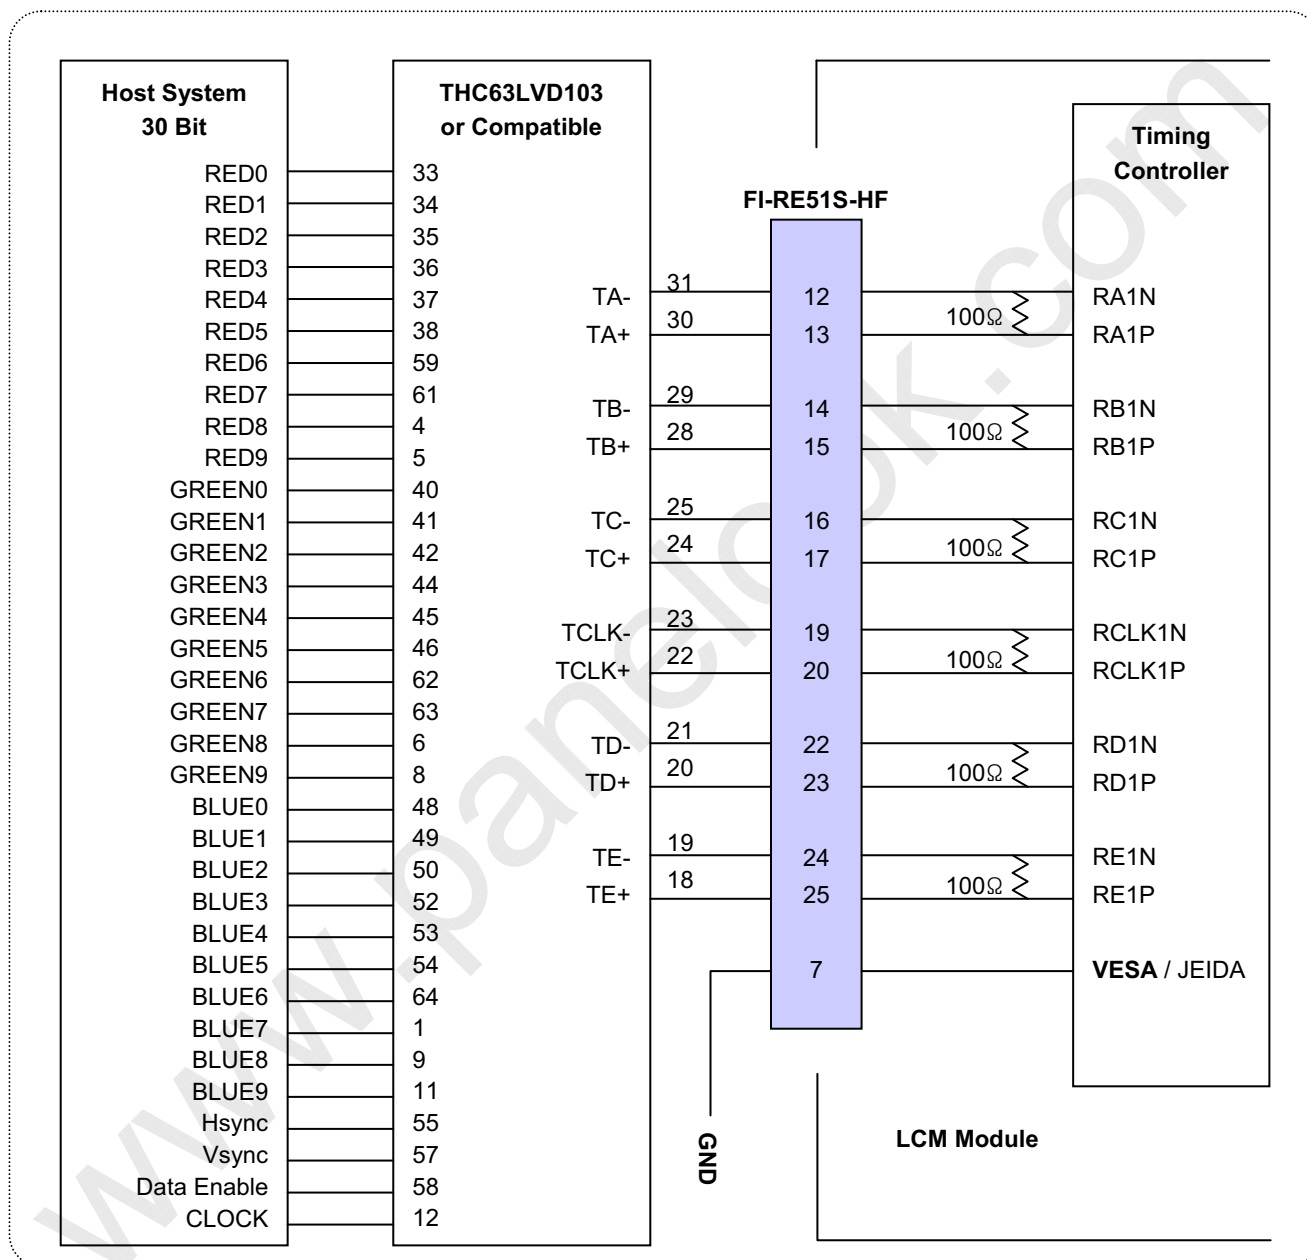 Host System
30 Bit
RED0
RED1
RED2
RED3
RED4
RED5
RED6
RED7
RED8
RED9
GREEN0
GREEN1
GREEN2
GREEN3
GREEN4
GREEN5
GREEN6
GREEN7
GREEN8
GREEN9
BLUE0
BLUE1
BLUE2
BLUE3
BLUE4
BLUE5
BLUE6
BLUE7
BLUE8
BLUE9
Hsync
Vsync
Data Enable
CLOCK
THC63LVD103
or Compatible
33
34
35
36
37
38
59
61
4
5
40
41
42
44
45
46
62
63
6
8
48
49
50
52
53
54
64
1
9
11
55
57
58
12
TA-
TA+
TB-
TB+
TC-
TC+
TCLK-
TCLK+
TD-
TD+
TE-
TE+
31
30
29
28
25
24
23
22
21
20
19
18
FI-RE51S-HF
12
13
14
15
16
17
19
20
22
23
24
25
7
GND
100Ω
100Ω
100Ω
100Ω
100Ω
100Ω
Timing
Controller
RA1N
RA1P
RB1N
RB1P
RC1N
RC1P
RCLK1N
RCLK1P
RD1N
RD1P
RE1N
RE1P
VESA / JEIDA
LCM Module
www.panelook.com